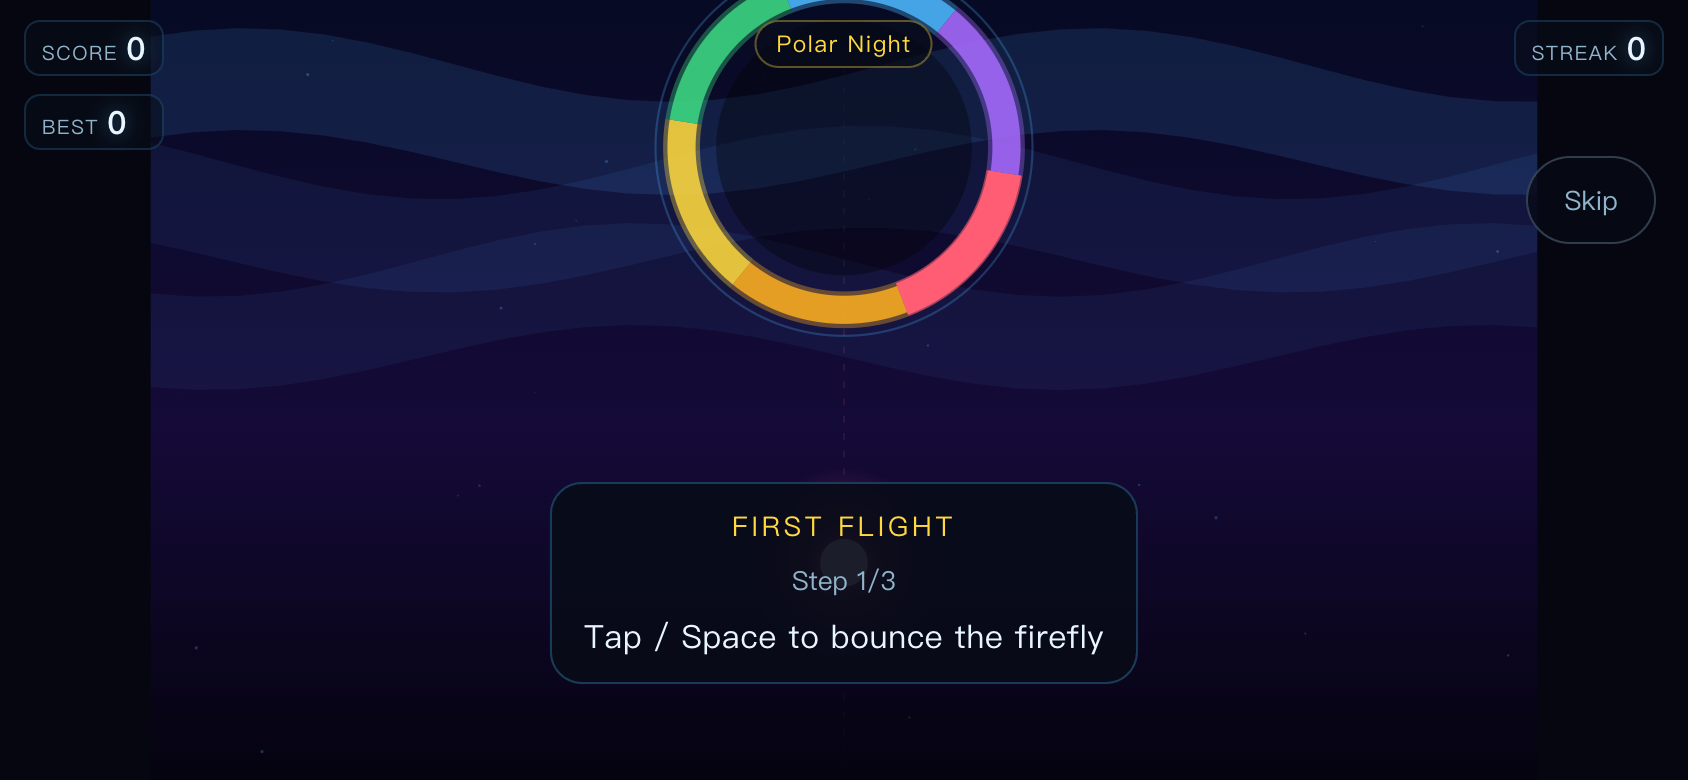 SCORE 0
Polar Night
STREAK 0
BEST 0
Skip
FIRST FLIGHT
Step 1/3
Tap / Space to bounce the firefly